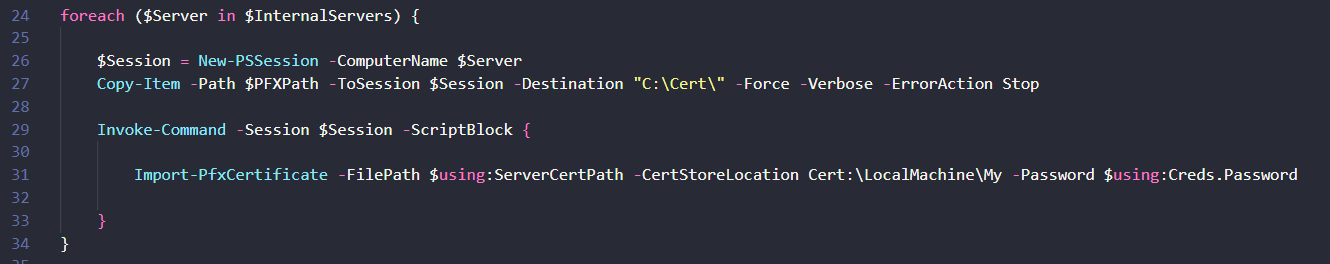 24 foreach ($Server in $InternalServers) {
25
26 $Session = New-PSSession -ComputerName $Server
27 Copy-Item -Path $PFXPath -ToSession $Session -Destination "C:\Cert\" -Force -Verbose -ErrorAction Stop
28
29 Invoke-Command -Session $Session -ScriptBlock {
30
31 Import-PfxCertificate -FilePath $using:ServerCertPath -CertStoreLocation Cert:\LocalMachine\My -Password $using:Creds.Password
32
33 }
34 }
35